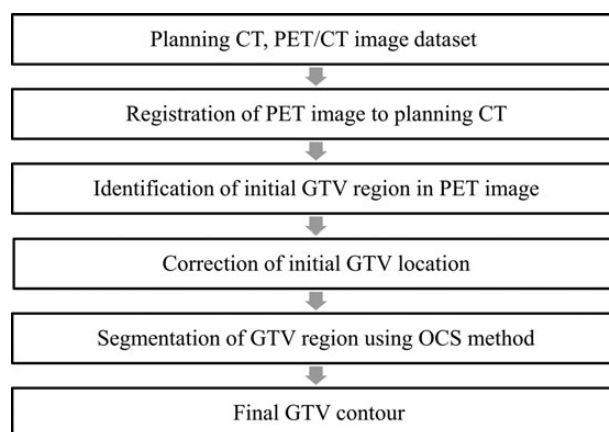 Planning CT, PET/CT image dataset
Registration of PET image to planning CT
Identification of initial GTV region in PET image
Correction of initial GTV location
Segmentation of GTV region using OCS method
Final GTV contour